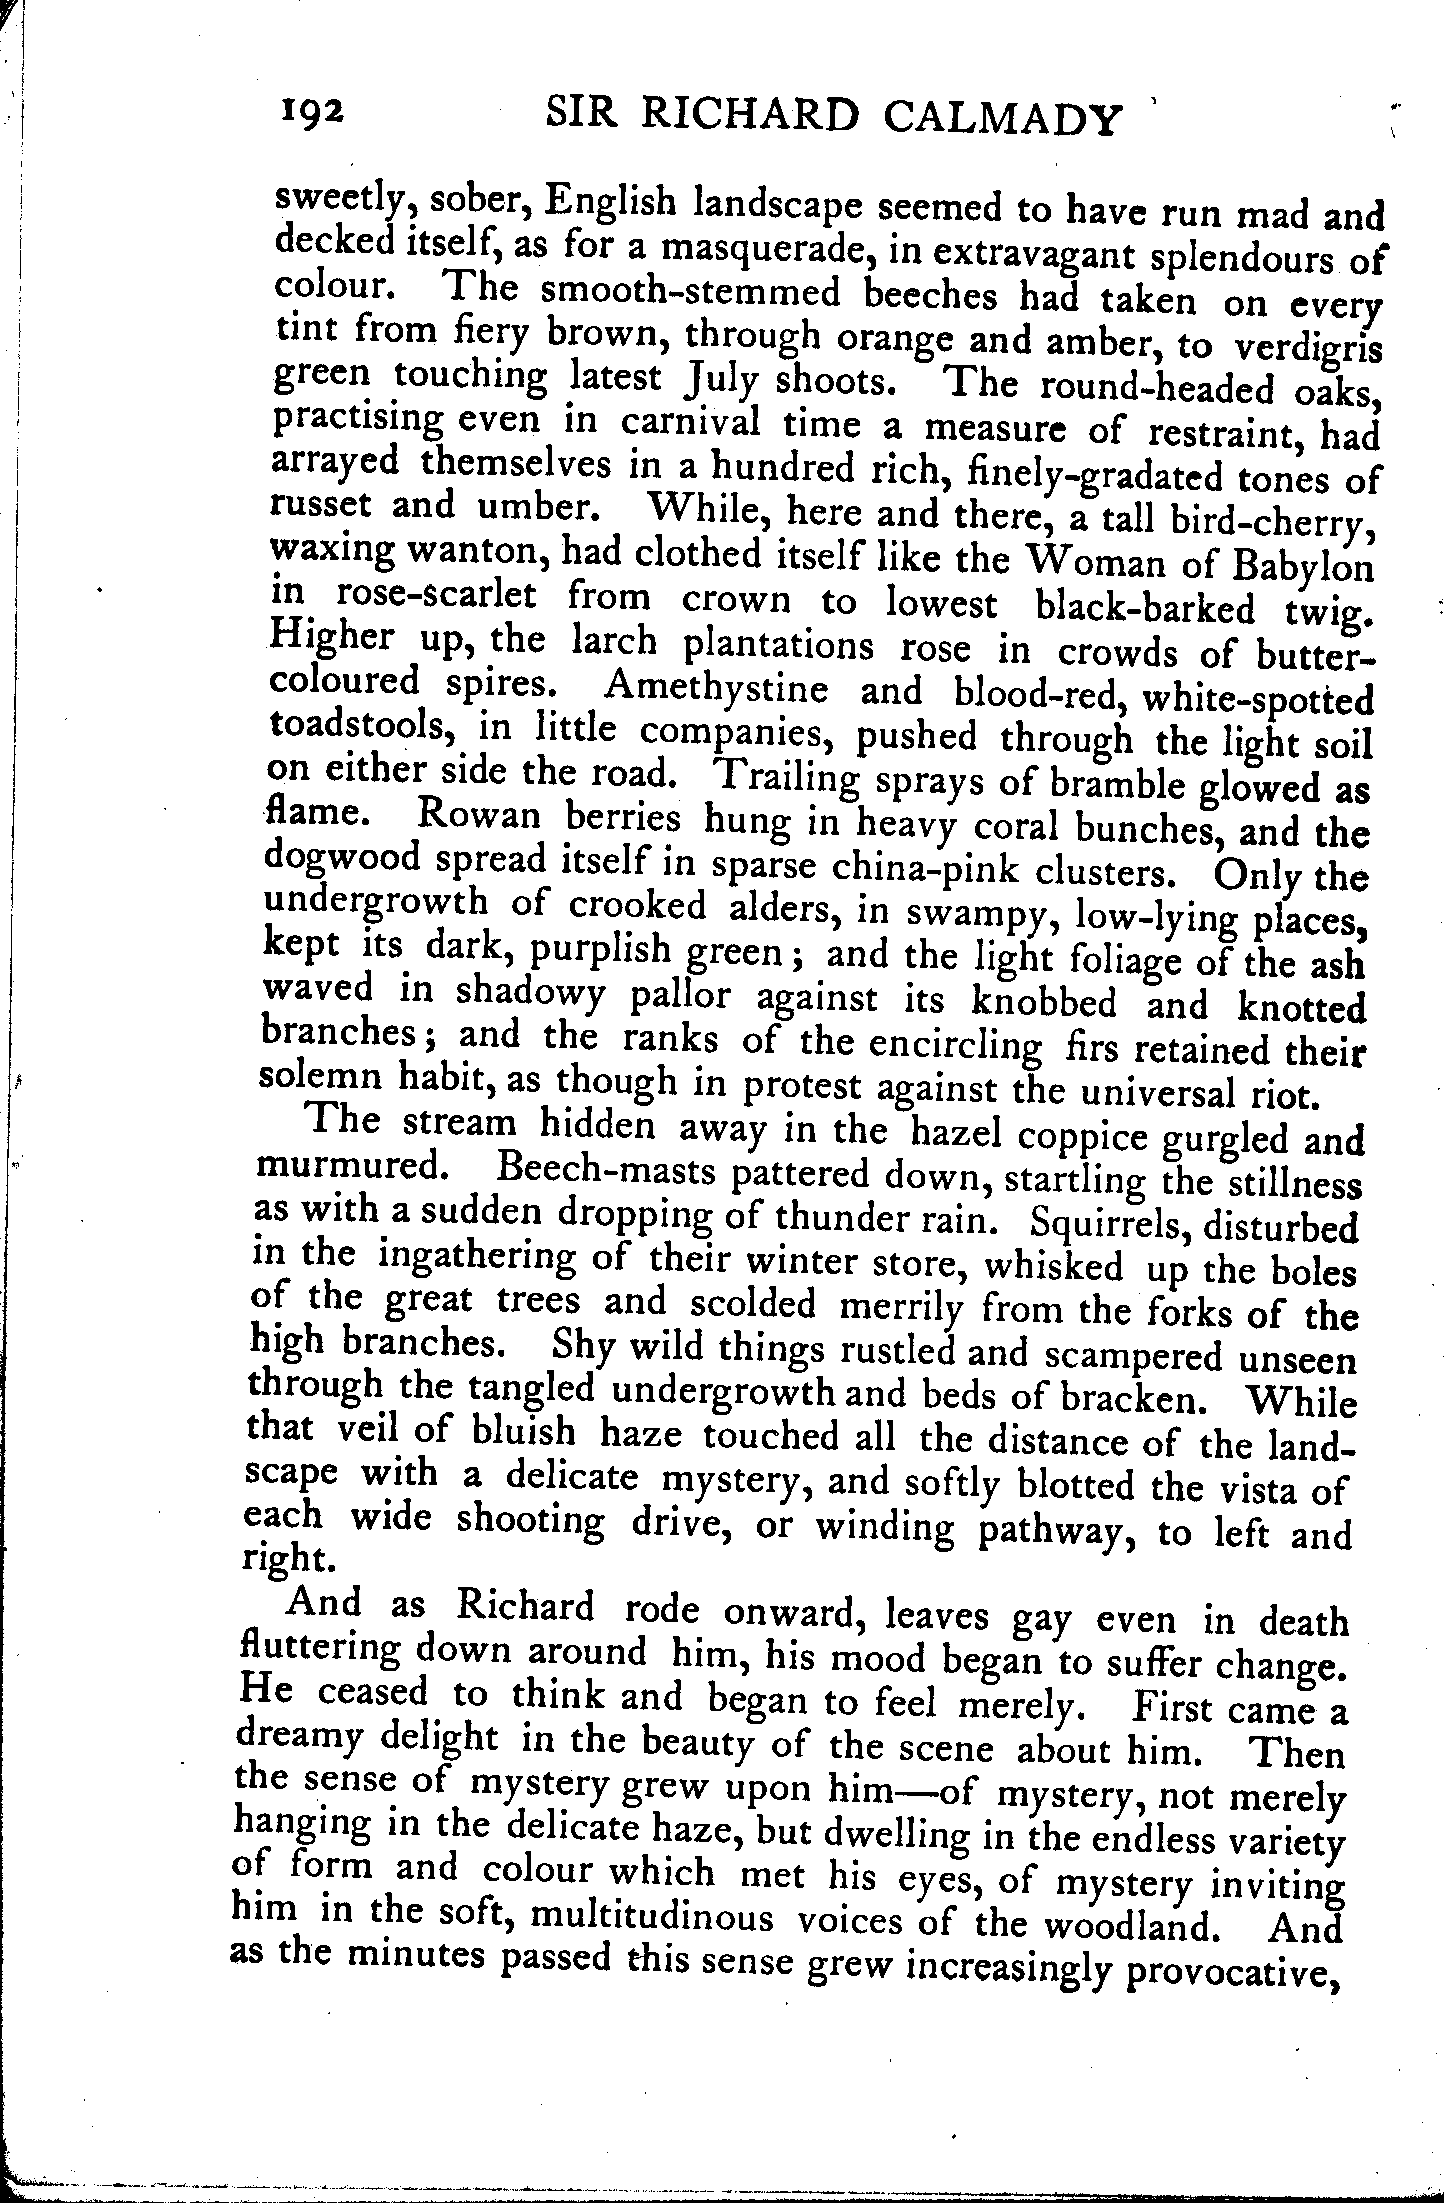 192 SIR RICHARD CALMADY
sweetly, sober, English landscape seemed to have run mad and
decked itself, as for a masquerade, in extravagant splendours of
colour. The smooth-stemmed beeches had taken on every
tint from fiery brown, through orange and amber, to verdigris
green touching latest July shoots. The round-headed oaks,
practising even in carnival time a measure of restraint, had
arrayed themselves in a hundred rich, finely-gradated tones of
russet and umber. While, here and there, a tall bird-cherry,
waxing wanton, had clothed itself like the Woman of Babylon
in rose-scarlet from crown to lowest black-barked twig.
Higher up, the larch plantations rose in crowds of butter-
coloured spires. Amethystine and blood-red, white-spotted
toadstools, in little companies, pushed through the light soil
on either side the road. Trailing sprays of bramble glowed as
flame. Rowan berries hung in heavy coral bunches, and the
dogwood spread itself in sparse china-pink clusters. Only the
undergrowth of crooked alders, in swampy, low-lying places,
kept its dark, purplish green; and the light foliage of the ash
waved in shadowy pallor against its knobbed and knotted
branches; and the ranks of the encircling firs retained their
solemn habit, as though in protest against the universal riot.
The stream hidden away in the hazel coppice gurgled and
murmured. Beech-masts pattered down, startling the stillness
as with a sudden dropping of thunder rain. Squirrels, disturbed
in the ingathering of their winter store, whisked up the boles
of the great trees and scolded merrily from the forks of the
high branches. Shy wild things rustled and scampered unseen
through the tangled undergrowth and beds of bracken. While
that veil of bluish haze touched all the distance of the land-
scape with a delicate mystery, and softly blotted the vista of
each wide shooting drive, or winding pathway, to left and
right.
And as Richard rode onward, leaves gay even in death
fluttering down around him, his mood began to suffer change.
He ceased to think and began to feel merely. First came a
dreamy delight in the beauty of the scene about him. Then
the sense of mystery grew upon him—of mystery, not merely
hanging in the delicate haze, but dwelling in the endless variety
of form and colour which met his eyes, of mystery inviting
him in the soft, multitudinous voices of the woodland. And
as the minutes passed this sense grew increasingly provocative,